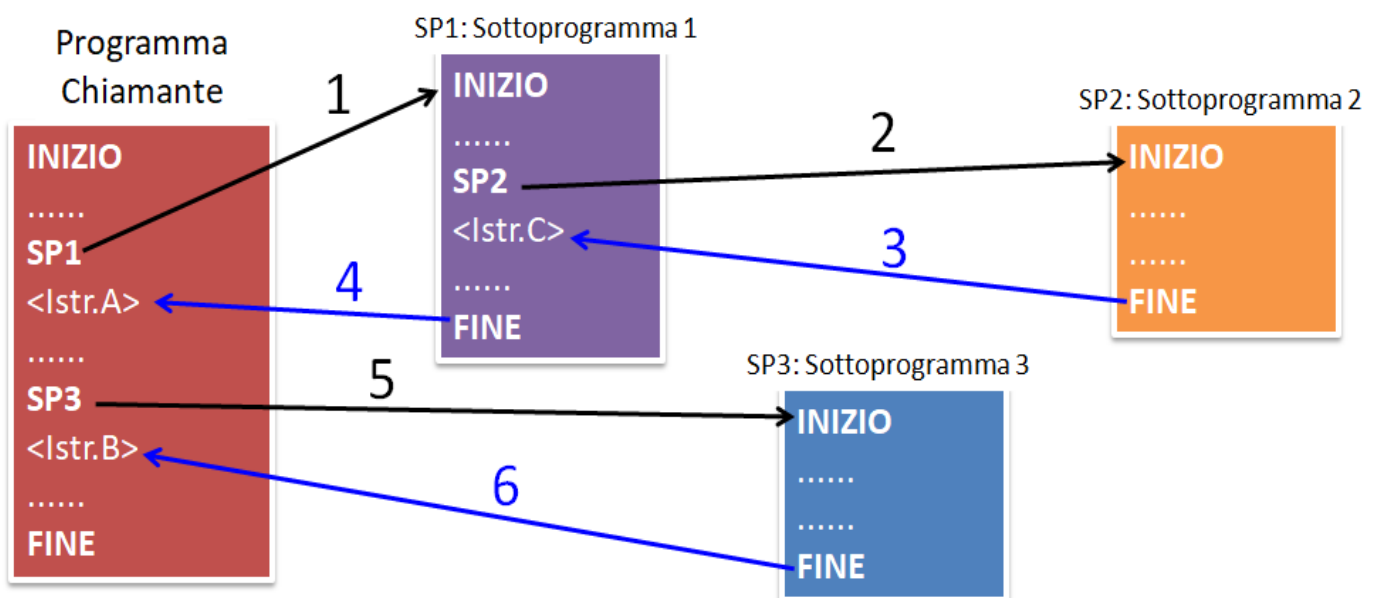 Programma
Chiamante
INIZIO
......
SP1
<Istr.A>
......
SP3
<Istr.B>
......
FINE
1
SP1: Sottoprogramma 1
INIZIO
......
SP2
<Istr.C>
......
FINE
2
SP2: Sottoprogramma 2
INIZIO
......
......
FINE
3
4
5
SP3: Sottoprogramma 3
INIZIO
......
......
FINE
6